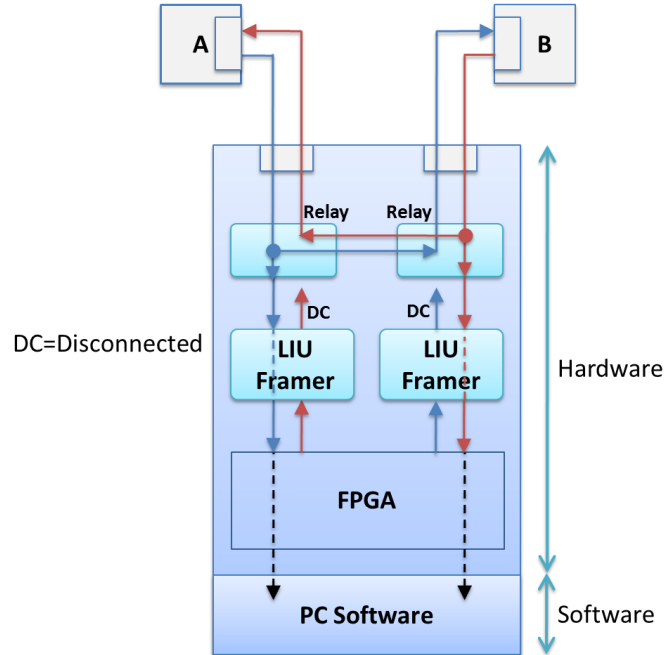 A
B
Relay
Relay
DC
DC
DC=Disconnected
LIU
Framer
LIU
Framer
Hardware
FPGA
PC Software
Software